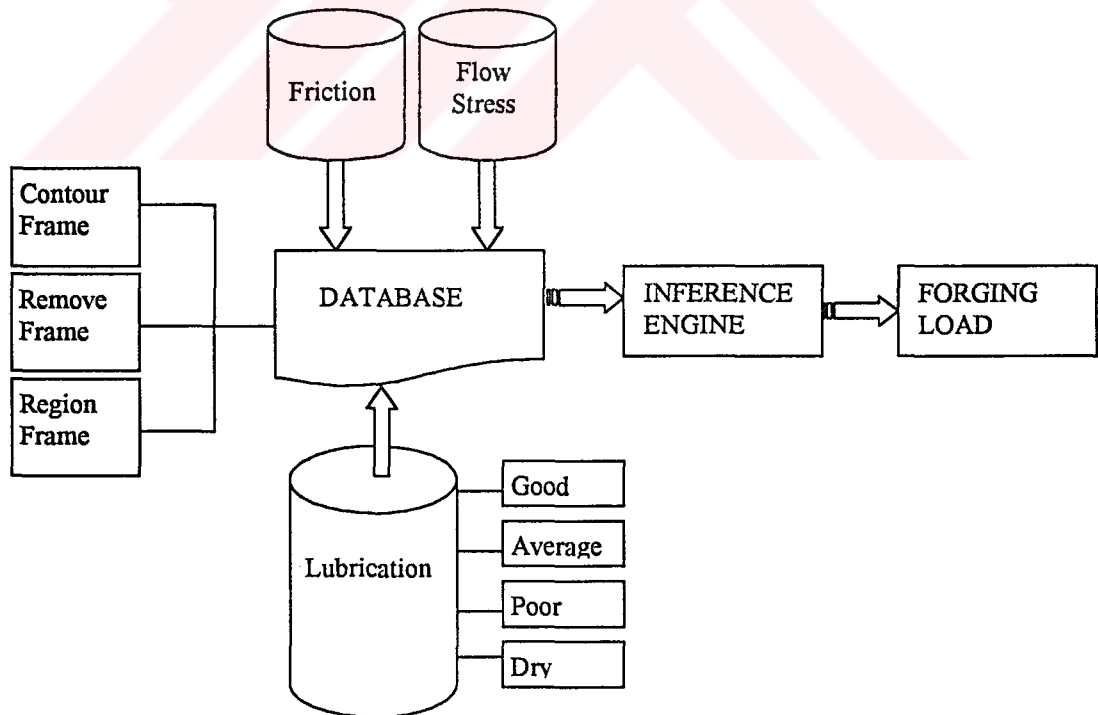 Friction
Flow
Stress
Contour
Frame
Remove
Frame
Region
Frame
DATABASE
INFERENCE
ENGINE
FORGING
LOAD
Lubrication
Good
Average
Poor
Dry